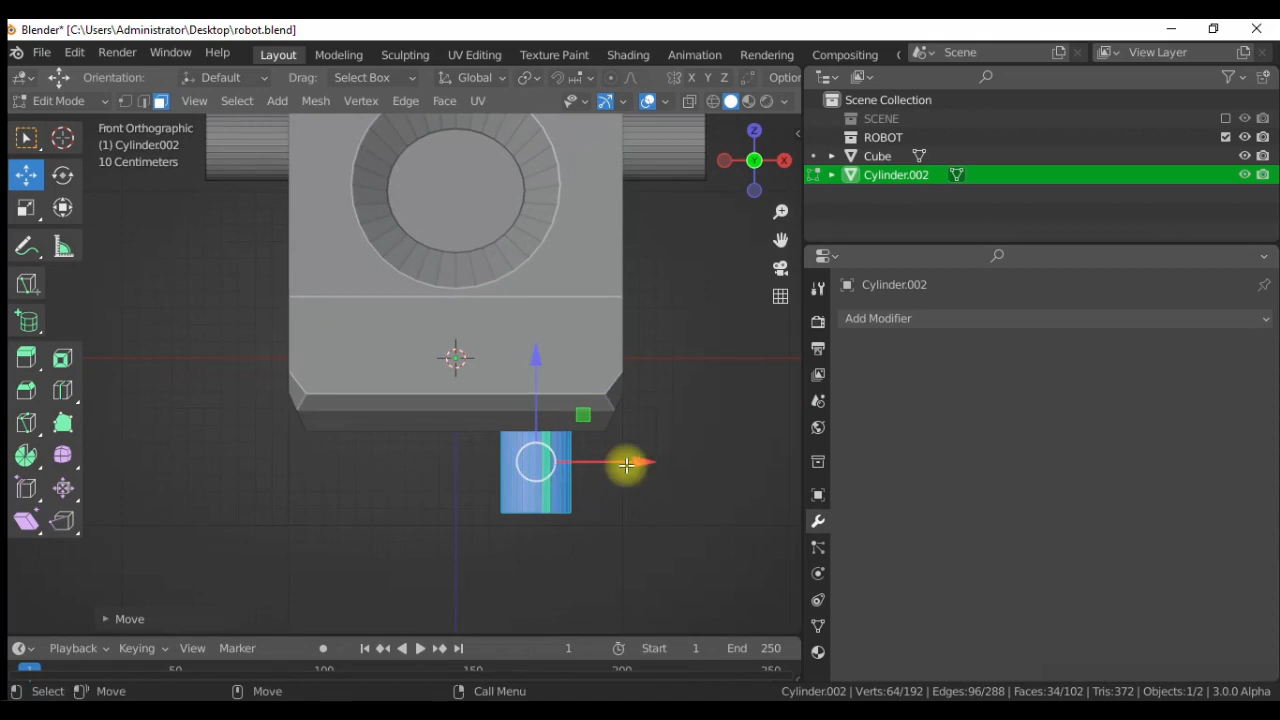 Blender* [C:\Users\Administrator\Desktop\robot.blend]
File Edit Render Window Help Layout Modeling Sculpting UV Editing Texture Paint Shading Animation Rendering Compositing Scene View Layer
Orientation: Default Drag: Select Box Global X Y Z Option
Edit Mode View Select Add Mesh Vertex Edge Face UV
Scene Collection
SCENE
ROBOT
Cube
Cylinder.002
Front Orthographic
(1) Cylinder.002
10 Centimeters
Z
Y
X
Cylinder.002
Add Modifier
Move
Playback Keying View Marker 1 Start 1 End 250
50 100 150 200 250
Select Move Move Call Menu Cylinder.002 | Verts:64/192 | Edges:96/288 | Faces:34/102 | Tris:372 | Objects:1/2 | 3.0.0 Alpha